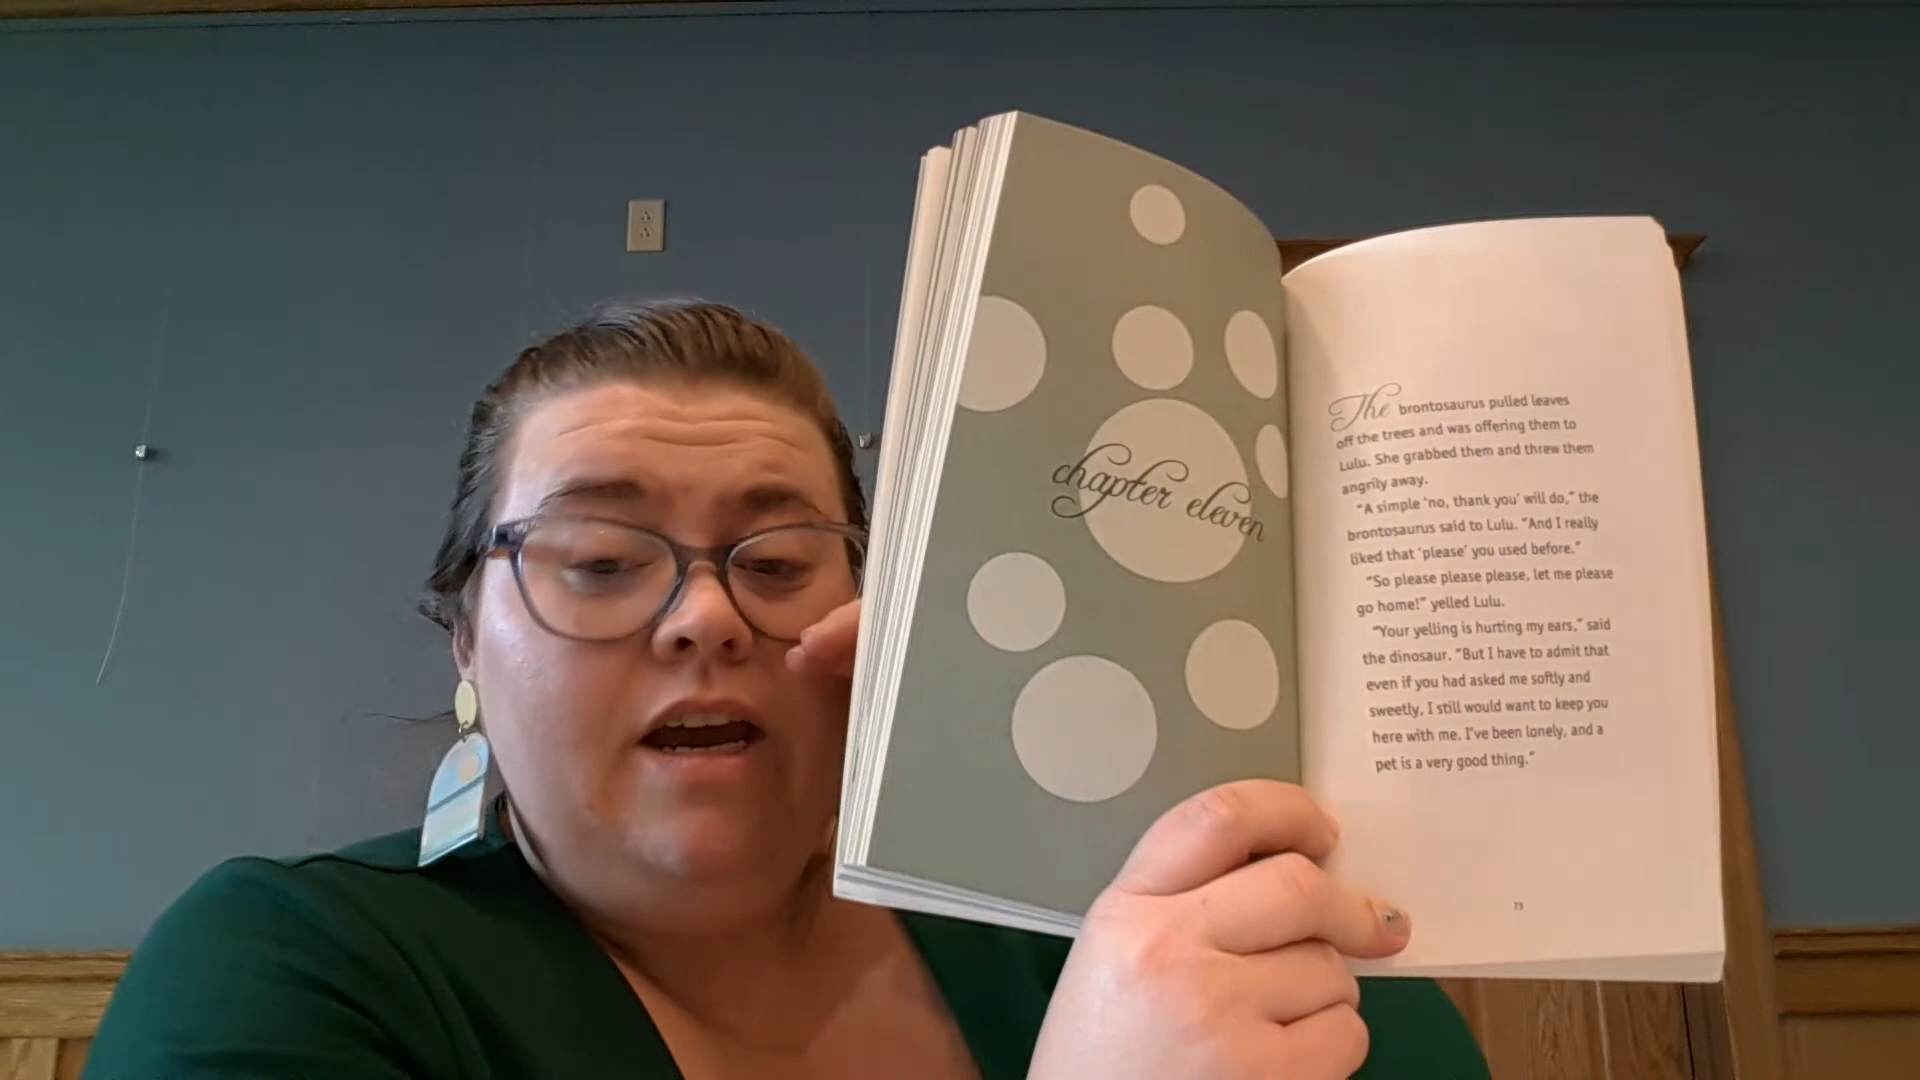 chapter eleven
The brontosaurus pulled leaves
off the trees and was offering them to
Lulu. She grabbed them and threw them
angrily away.
“A simple ‘no, thank you’ will do,” the
brontosaurus said to Lulu. “And I really
liked that ‘please’ you used before.”
“So please please please, let me please
go home!” yelled Lulu.
“Your yelling is hurting my ears,” said
the dinosaur. “But I have to admit that
even if you had asked me softly and
sweetly, I still would want to keep you
here with me. I’ve been lonely, and a
pet is a very good thing.”
73